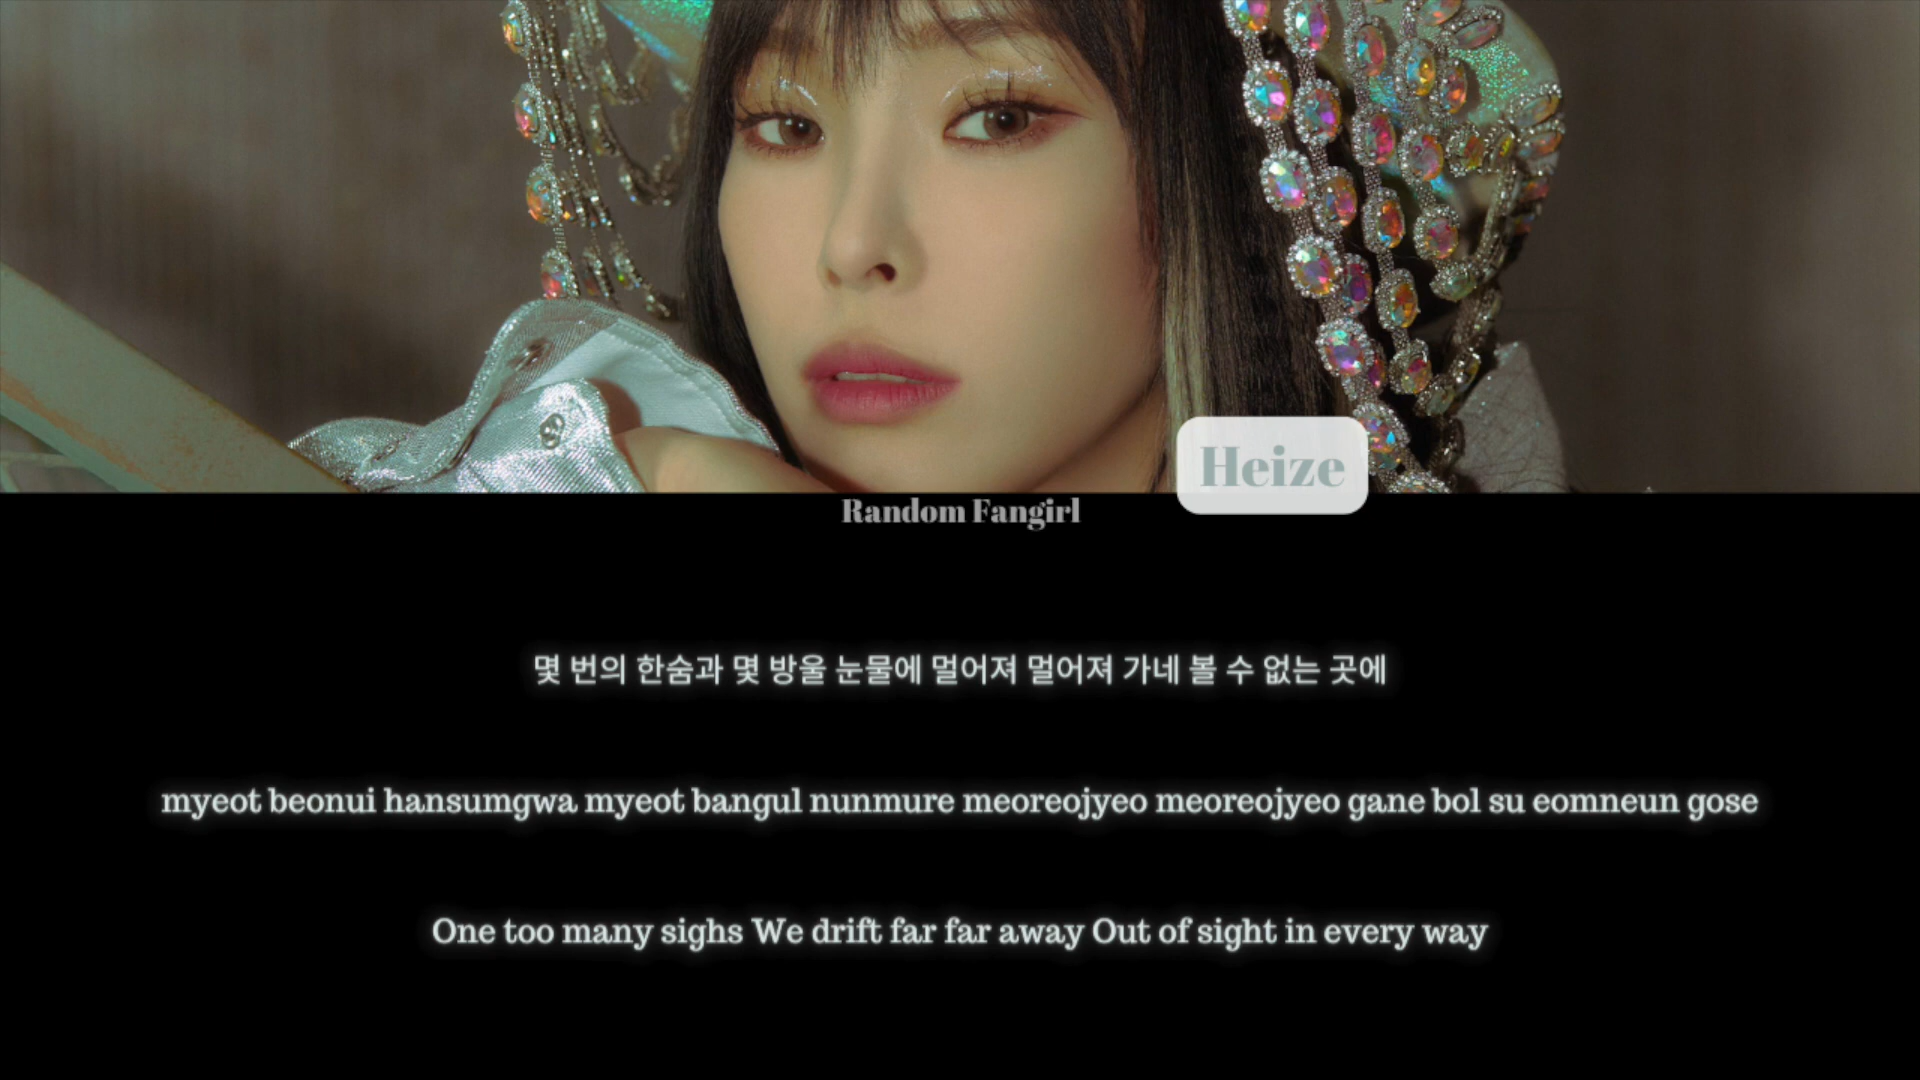 Heize
Random Fangirl
몇 번의 한숨과 몇 방울 눈물에 멀어져 멀어져 가네 볼 수 없는 곳에
myeot beonui hansumgwa myeot bangul nunmure meoreojyeo meoreojyeo gane bol su eomneun gose
One too many sighs We drift far far away Out of sight in every way